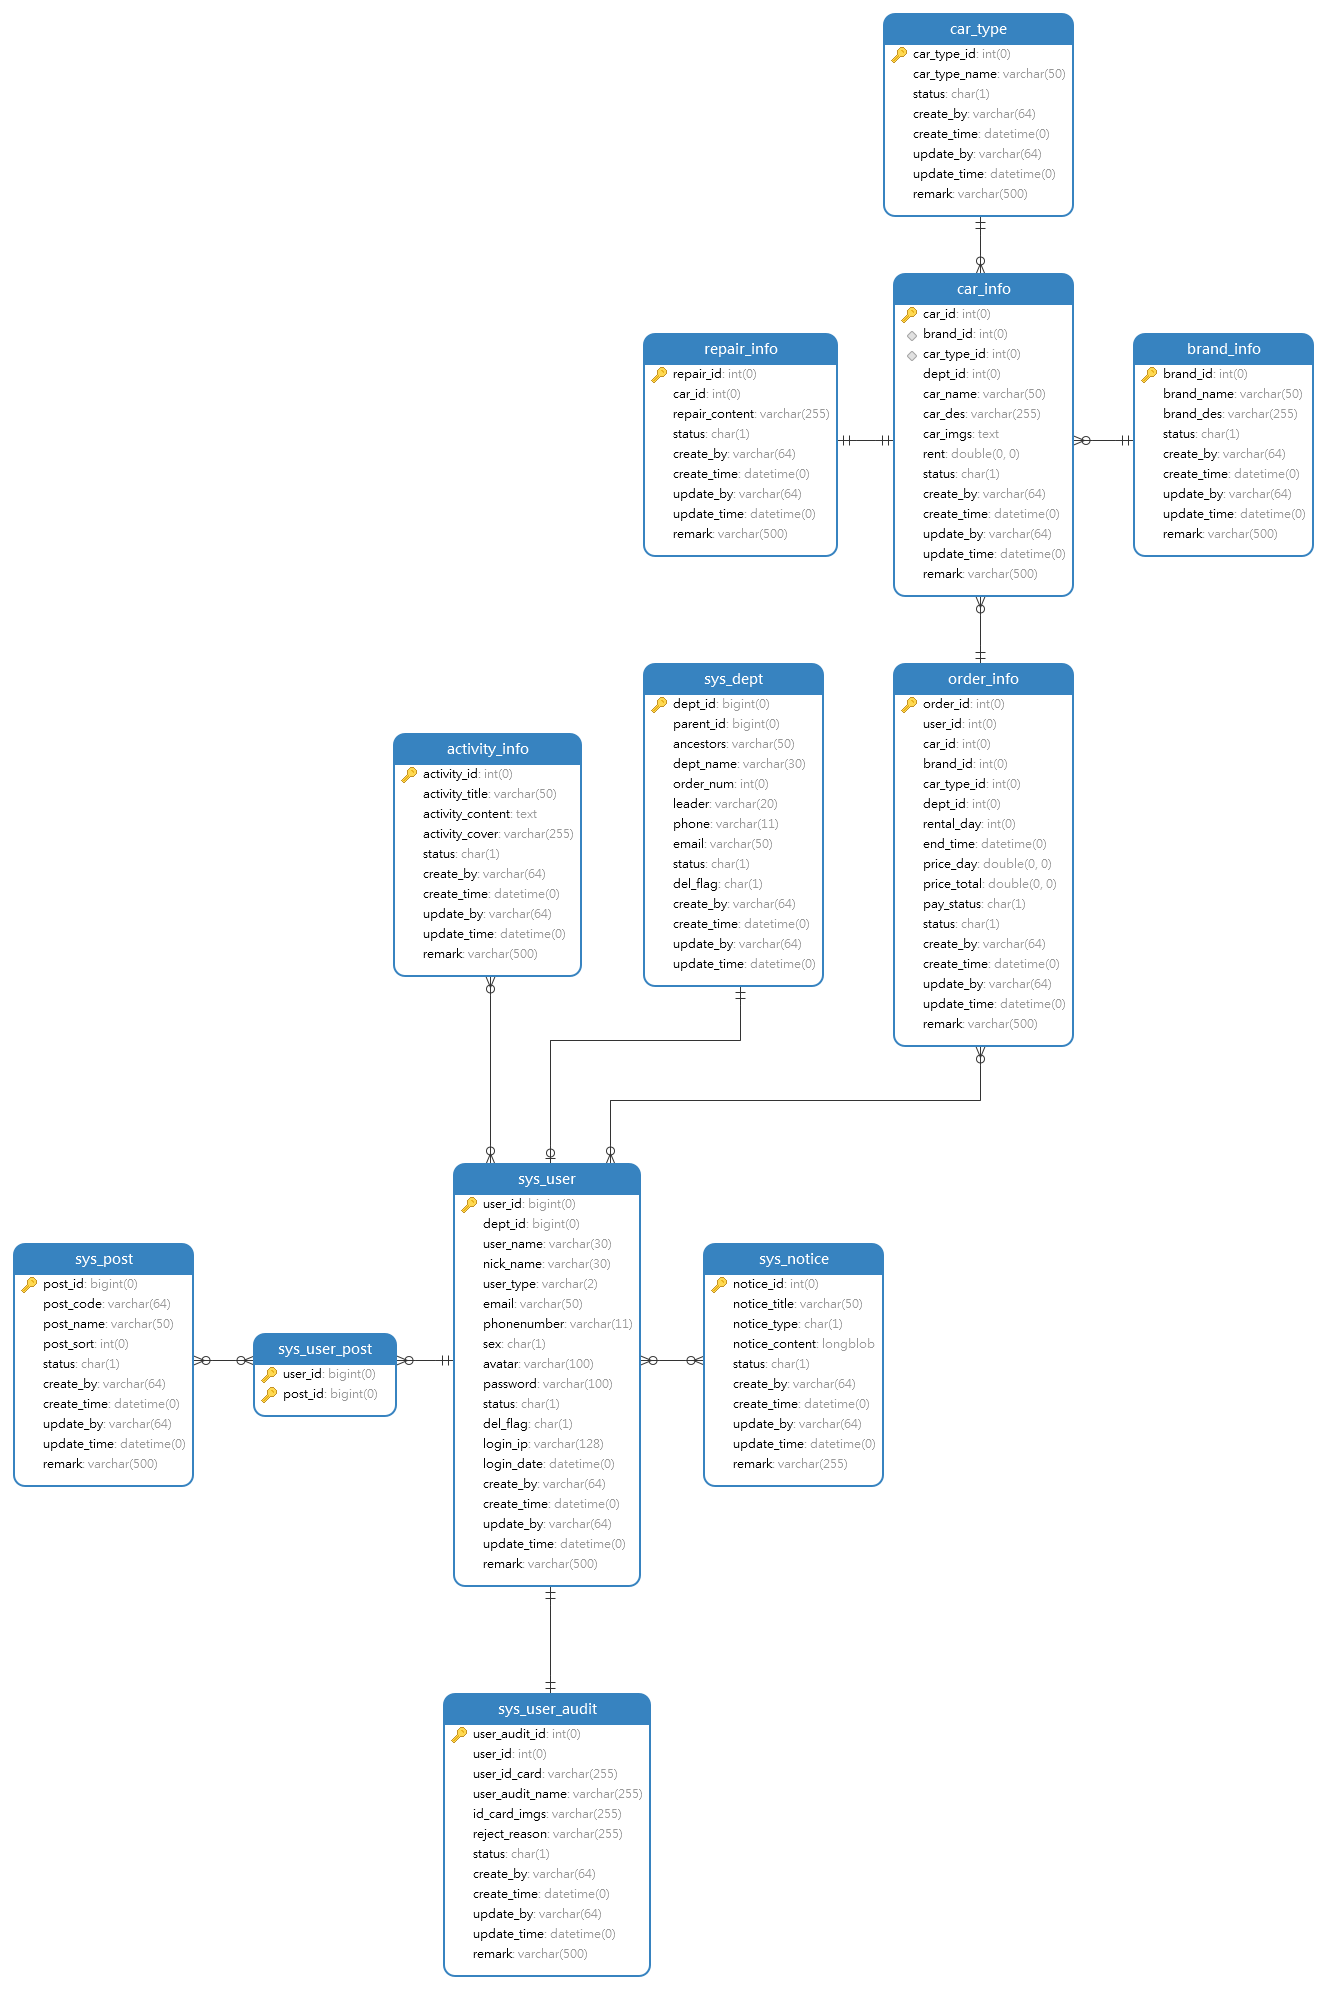 car_type
car_type_id: int(0)
car_type_name: varchar(50)
status: char(1)
create_by: varchar(64)
create_time: datetime(0)
update_by: varchar(64)
update_time: datetime(0)
remark: varchar(500)
car_info
car_id: int(0)
brand_id: int(0)
car_type_id: int(0)
dept_id: int(0)
car_name: varchar(50)
car_des: varchar(255)
car_imgs: text
rent: double(0, 0)
status: char(1)
create_by: varchar(64)
create_time: datetime(0)
update_by: varchar(64)
update_time: datetime(0)
remark: varchar(500)
repair_info
repair_id: int(0)
car_id: int(0)
repair_content: varchar(255)
status: char(1)
create_by: varchar(64)
create_time: datetime(0)
update_by: varchar(64)
update_time: datetime(0)
remark: varchar(500)
brand_info
brand_id: int(0)
brand_name: varchar(50)
brand_des: varchar(255)
status: char(1)
create_by: varchar(64)
create_time: datetime(0)
update_by: varchar(64)
update_time: datetime(0)
remark: varchar(500)
sys_dept
dept_id: bigint(0)
parent_id: bigint(0)
ancestors: varchar(50)
dept_name: varchar(30)
order_num: int(0)
leader: varchar(20)
phone: varchar(11)
email: varchar(50)
status: char(1)
del_flag: char(1)
create_by: varchar(64)
create_time: datetime(0)
update_by: varchar(64)
update_time: datetime(0)
order_info
order_id: int(0)
user_id: int(0)
car_id: int(0)
brand_id: int(0)
car_type_id: int(0)
dept_id: int(0)
rental_day: int(0)
end_time: datetime(0)
price_day: double(0, 0)
price_total: double(0, 0)
pay_status: char(1)
status: char(1)
create_by: varchar(64)
create_time: datetime(0)
update_by: varchar(64)
update_time: datetime(0)
remark: varchar(500)
activity_info
activity_id: int(0)
activity_title: varchar(50)
activity_content: text
activity_cover: varchar(255)
status: char(1)
create_by: varchar(64)
create_time: datetime(0)
update_by: varchar(64)
update_time: datetime(0)
remark: varchar(500)
sys_user
user_id: bigint(0)
dept_id: bigint(0)
user_name: varchar(30)
nick_name: varchar(30)
user_type: varchar(2)
email: varchar(50)
phonenumber: varchar(11)
sex: char(1)
avatar: varchar(100)
password: varchar(100)
status: char(1)
del_flag: char(1)
login_ip: varchar(128)
login_date: datetime(0)
create_by: varchar(64)
create_time: datetime(0)
update_by: varchar(64)
update_time: datetime(0)
remark: varchar(500)
sys_post
post_id: bigint(0)
post_code: varchar(64)
post_name: varchar(50)
post_sort: int(0)
status: char(1)
create_by: varchar(64)
create_time: datetime(0)
update_by: varchar(64)
update_time: datetime(0)
remark: varchar(500)
sys_user_post
user_id: bigint(0)
post_id: bigint(0)
sys_notice
notice_id: int(0)
notice_title: varchar(50)
notice_type: char(1)
notice_content: longblob
status: char(1)
create_by: varchar(64)
create_time: datetime(0)
update_by: varchar(64)
update_time: datetime(0)
remark: varchar(255)
sys_user_audit
user_audit_id: int(0)
user_id: int(0)
user_id_card: varchar(255)
user_audit_name: varchar(255)
id_card_imgs: varchar(255)
reject_reason: varchar(255)
status: char(1)
create_by: varchar(64)
create_time: datetime(0)
update_by: varchar(64)
update_time: datetime(0)
remark: varchar(500)